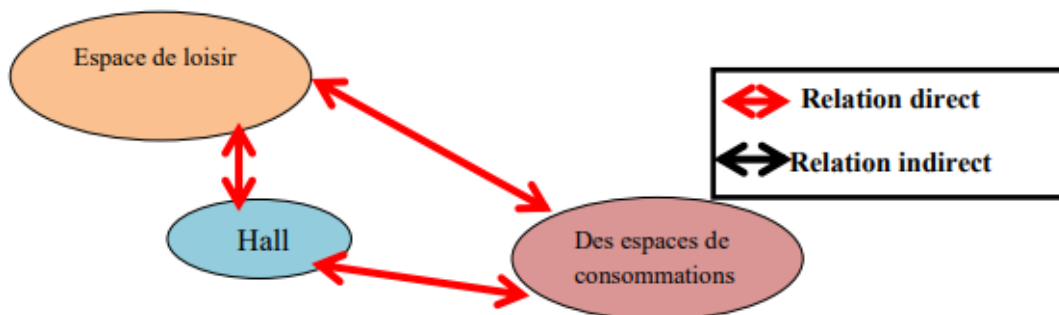 Espace de loisir
Relation direct
Relation indirect
Hall
Des espaces de
consommations